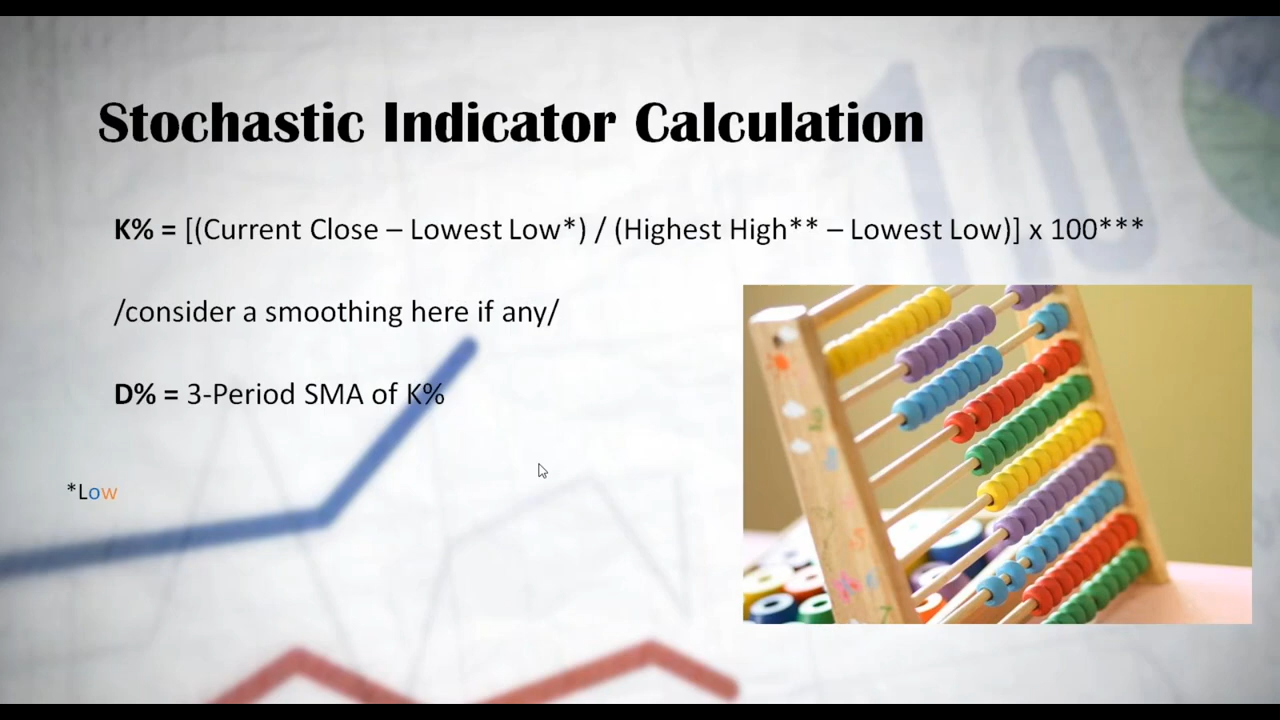 Stochastic Indicator Calculation
K% = [(Current Close – Lowest Low*) / (Highest High** – Lowest Low)] x 100***
/consider a smoothing here if any/
D% = 3-Period SMA of K%
*Low
10